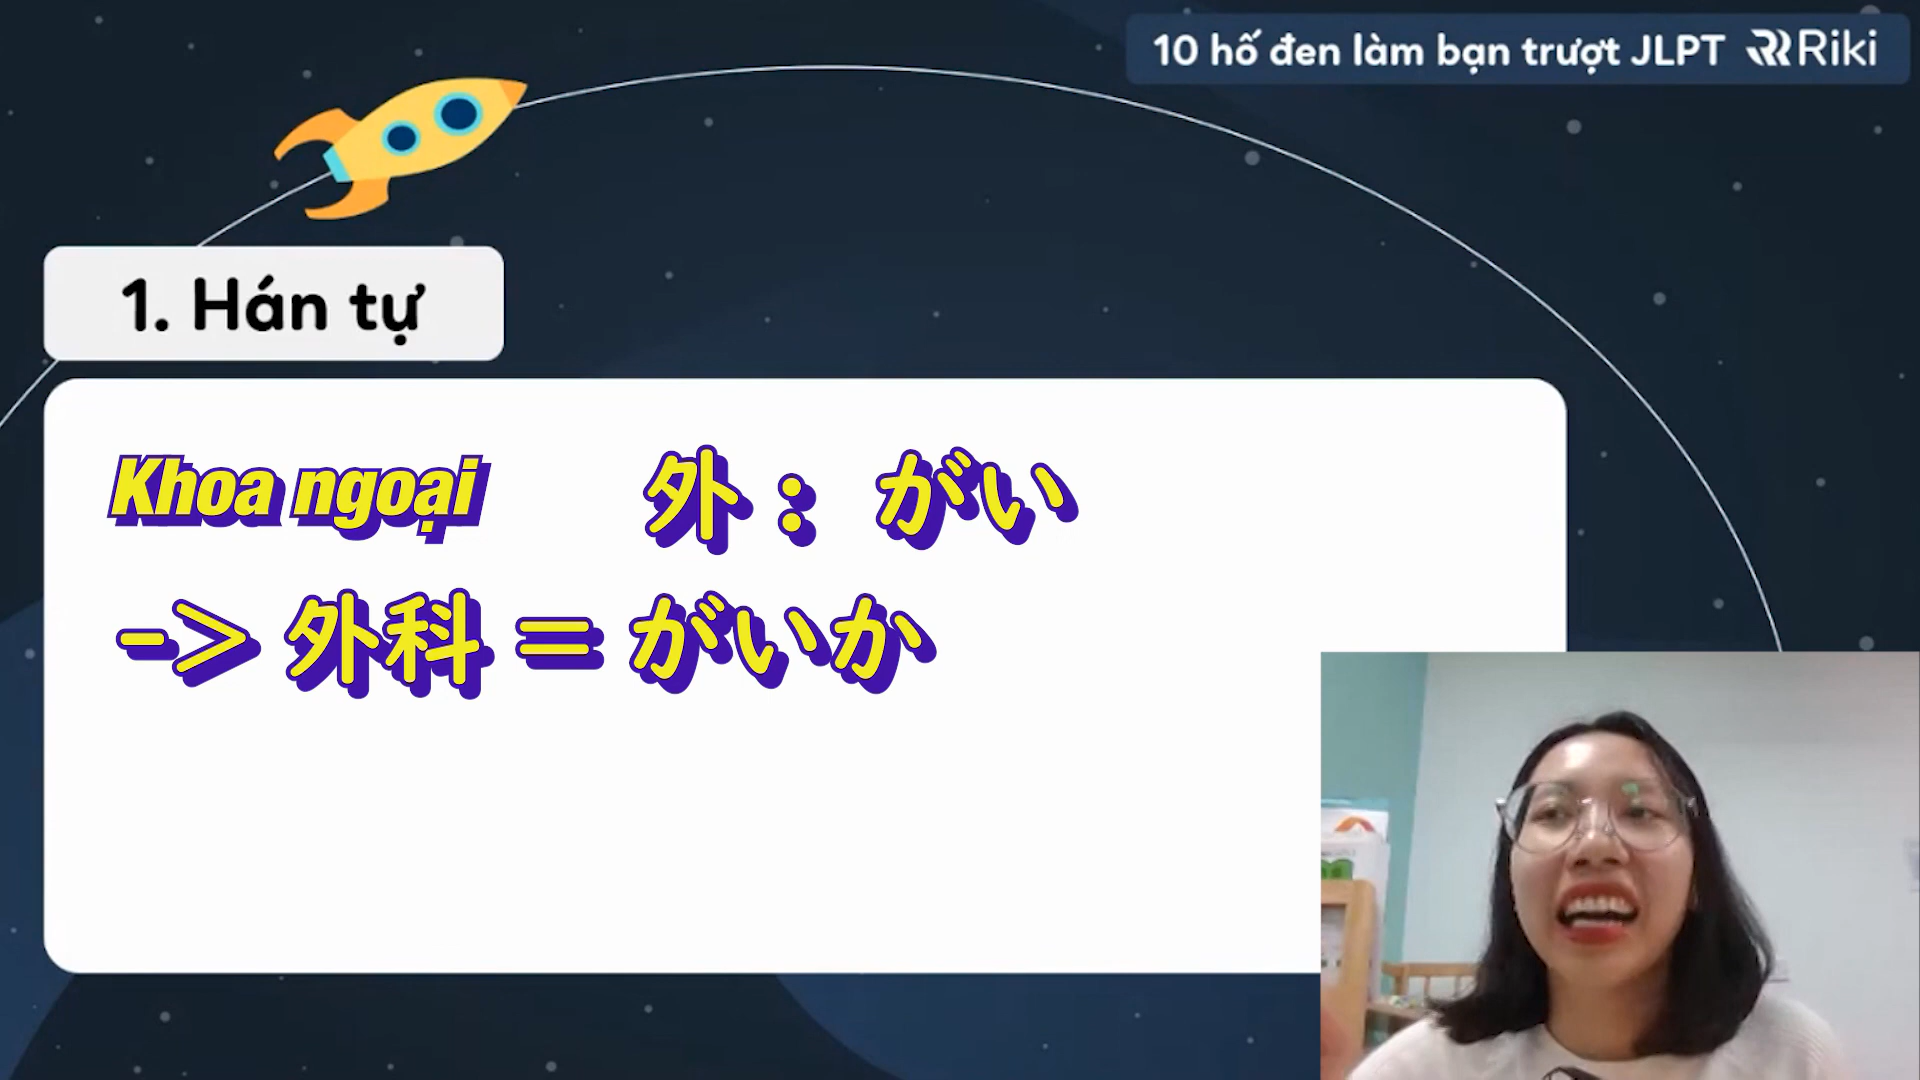 10 hố đen làm bạn trượt JLPT Riki
1. Hán tự
Khoa ngoại 外：がい
-> 外科 = がいか